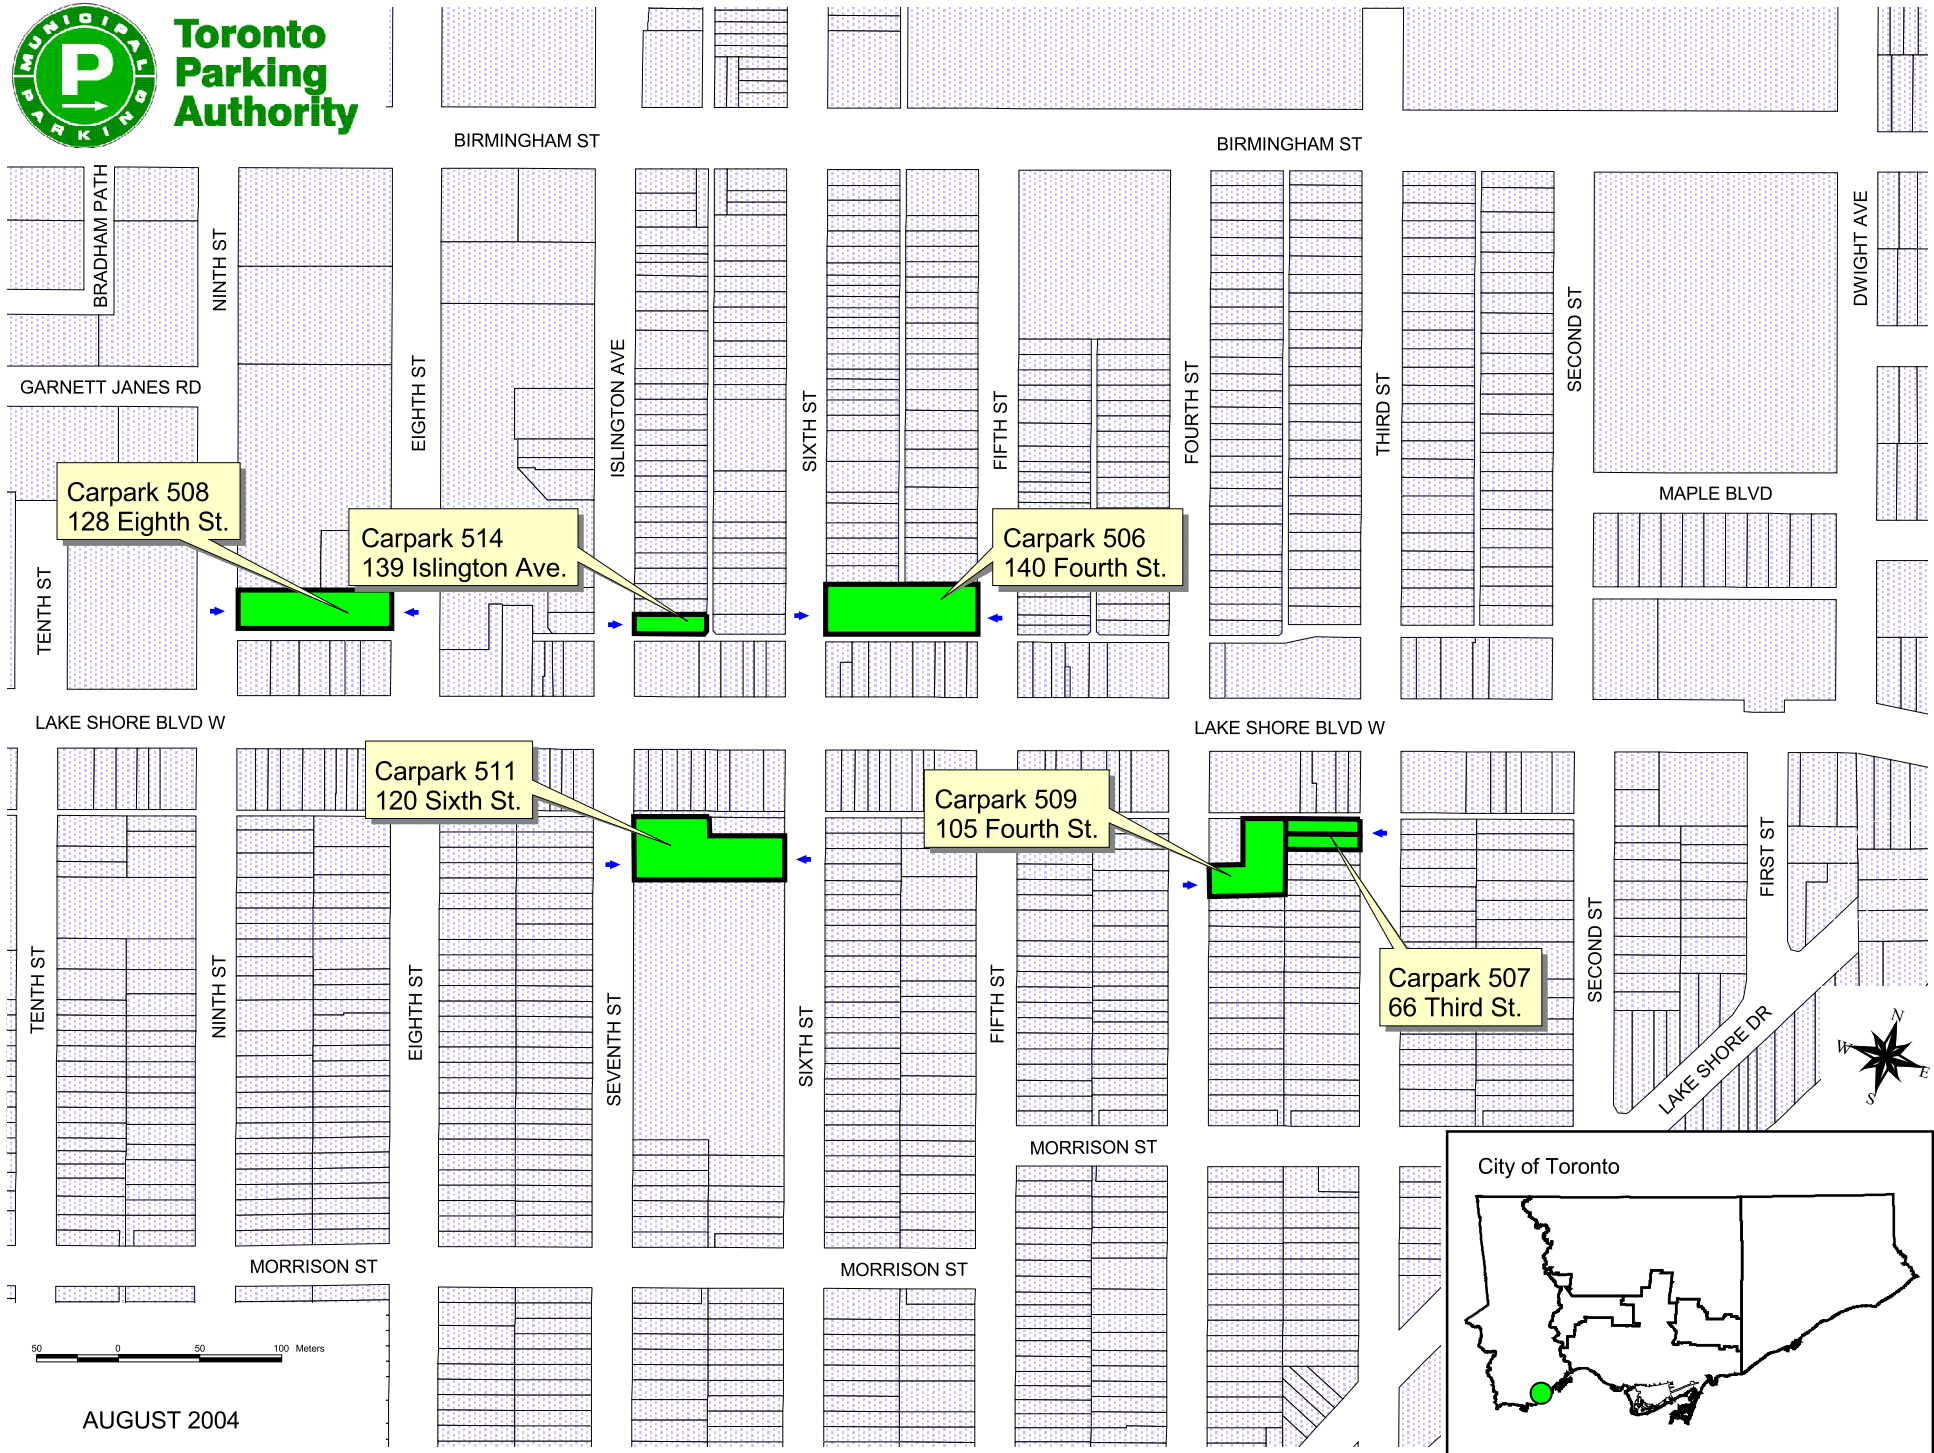 MUNICIPAL
PARKING
P
Toronto
Parking
Authority
BIRMINGHAM ST
BIRMINGHAM ST
BRADHAM PATH
NINTH ST
DWIGHT AVE
SECOND ST
GARNETT JANES RD
EIGHTH ST
ISLINGTON AVE
SIXTH ST
FIFTH ST
FOURTH ST
THIRD ST
MAPLE BLVD
Carpark 508
128 Eighth St.
Carpark 514
139 Islington Ave.
Carpark 506
140 Fourth St.
TENTH ST
LAKE SHORE BLVD W
LAKE SHORE BLVD W
Carpark 511
120 Sixth St.
Carpark 509
105 Fourth St.
FIRST ST
Carpark 507
66 Third St.
TENTH ST
NINTH ST
EIGHTH ST
SEVENTH ST
SIXTH ST
FIFTH ST
SECOND ST
LAKE SHORE DR
N
W
E
S
MORRISON ST
MORRISON ST
MORRISON ST
City of Toronto
50 0 50 100 Meters
AUGUST 2004